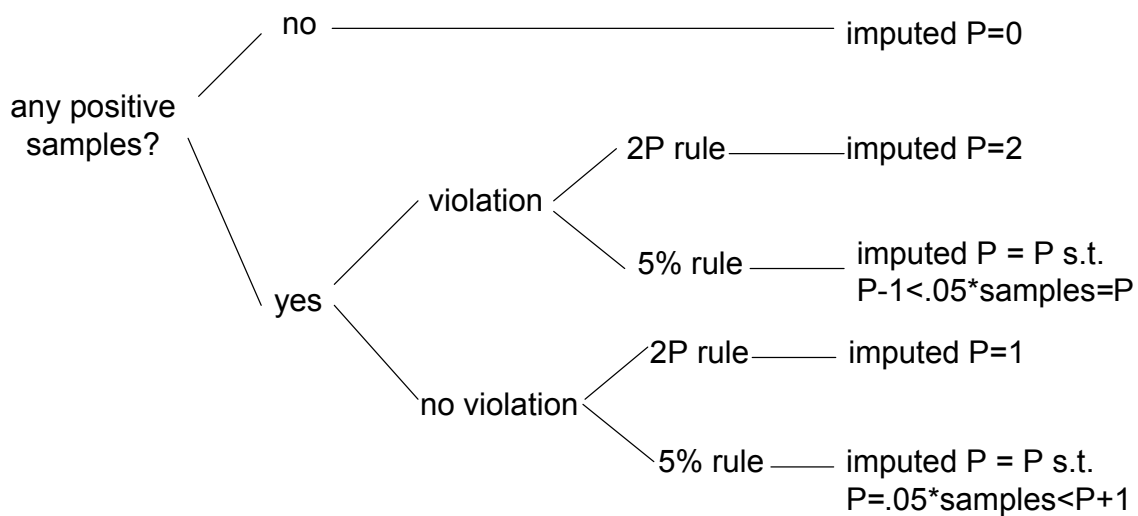 no
imputed P=0
any positive
samples?
2P rule
imputed P=2
violation
5% rule
imputed P = P s.t.
P-1<.05*samples=P
yes
2P rule
imputed P=1
no violation
5% rule
imputed P = P s.t.
P=.05*samples<P+1